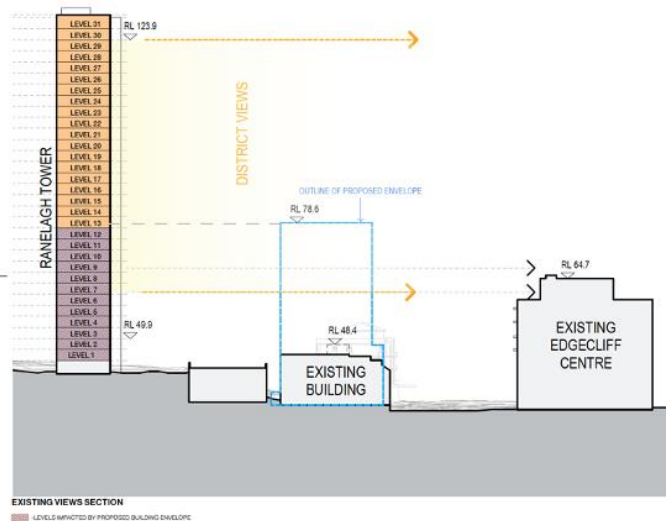 LEVEL 31
LEVEL 30
LEVEL 29
LEVEL 28
LEVEL 27
LEVEL 26
LEVEL 25
LEVEL 24
LEVEL 23
LEVEL 22
LEVEL 21
LEVEL 20
LEVEL 19
LEVEL 18
LEVEL 17
LEVEL 16
LEVEL 15
LEVEL 14
LEVEL 13
LEVEL 12
LEVEL 11
LEVEL 10
LEVEL 9
LEVEL 8
LEVEL 7
LEVEL 6
LEVEL 5
LEVEL 4
LEVEL 3
LEVEL 2
LEVEL 1
RANELAGH TOWER
RL 123.9
RL 49.9
DISTRICT VIEWS
OUTLINE OF PROPOSED ENVELOPE
RL 78.6
RL 48.4
EXISTING
BUILDING
RL 64.7
EXISTING
EDGECLIFF
CENTRE
EXISTING VIEWS SECTION
-LEVELS IMPACTED BY PROPOSED BUILDING ENVELOPE